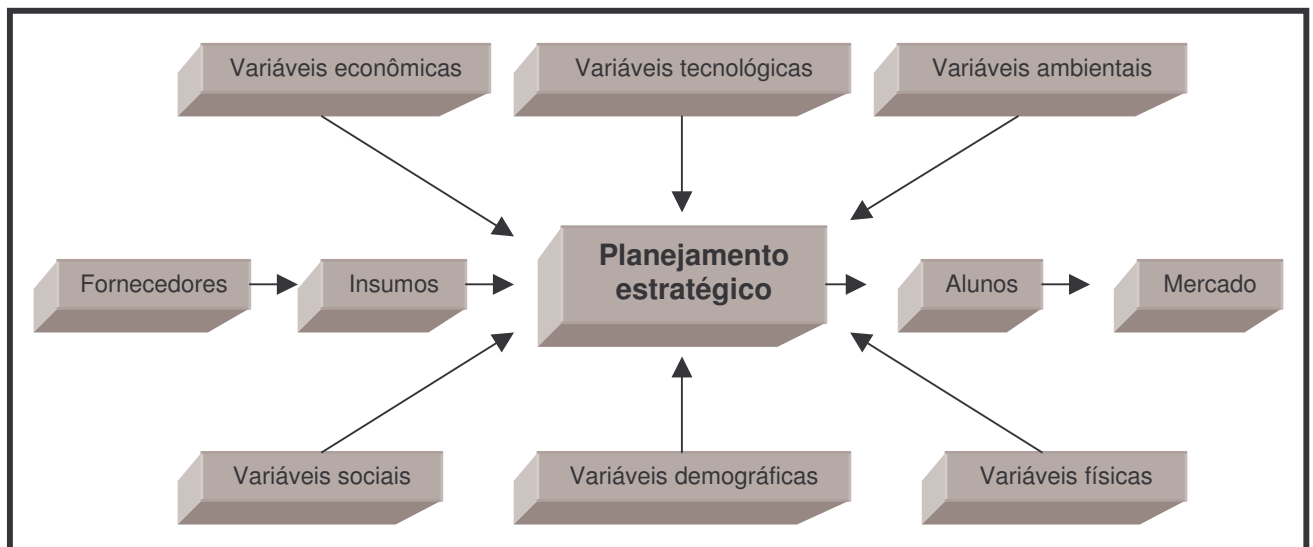 Variáveis econômicas
Variáveis tecnológicas
Variáveis ambientais
Fornecedores
Insumos
Planejamento
estratégico
Alunos
Mercado
Variáveis sociais
Variáveis demográficas
Variáveis físicas